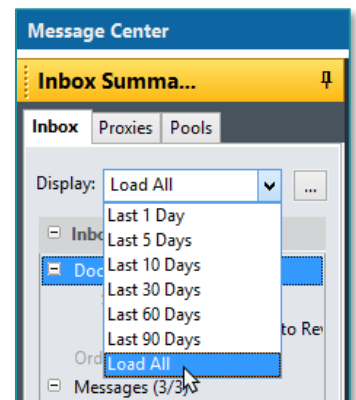 Message Center
Inbox Summa...
Inbox Proxies Pools
Display: Load All ...
Last 1 Day
Last 5 Days
Last 10 Days
Last 30 Days
Last 60 Days
Last 90 Days
Load All
Messages (3/3)